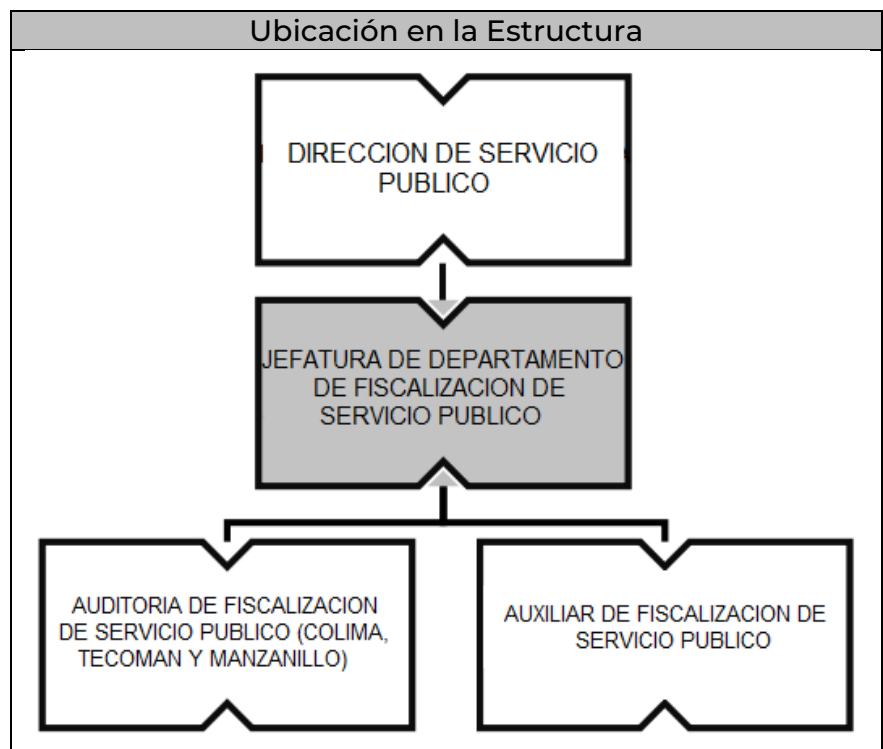 Ubicación en la Estructura
DIRECCION DE SERVICIO
PUBLICO
JEFATURA DE DEPARTAMENTO
DE FISCALIZACION DE
SERVICIO PUBLICO
AUDITORIA DE FISCALIZACION
DE SERVICIO PUBLICO (COLIMA,
TECOMAN Y MANZANILLO)
AUXILIAR DE FISCALIZACION DE
SERVICIO PUBLICO